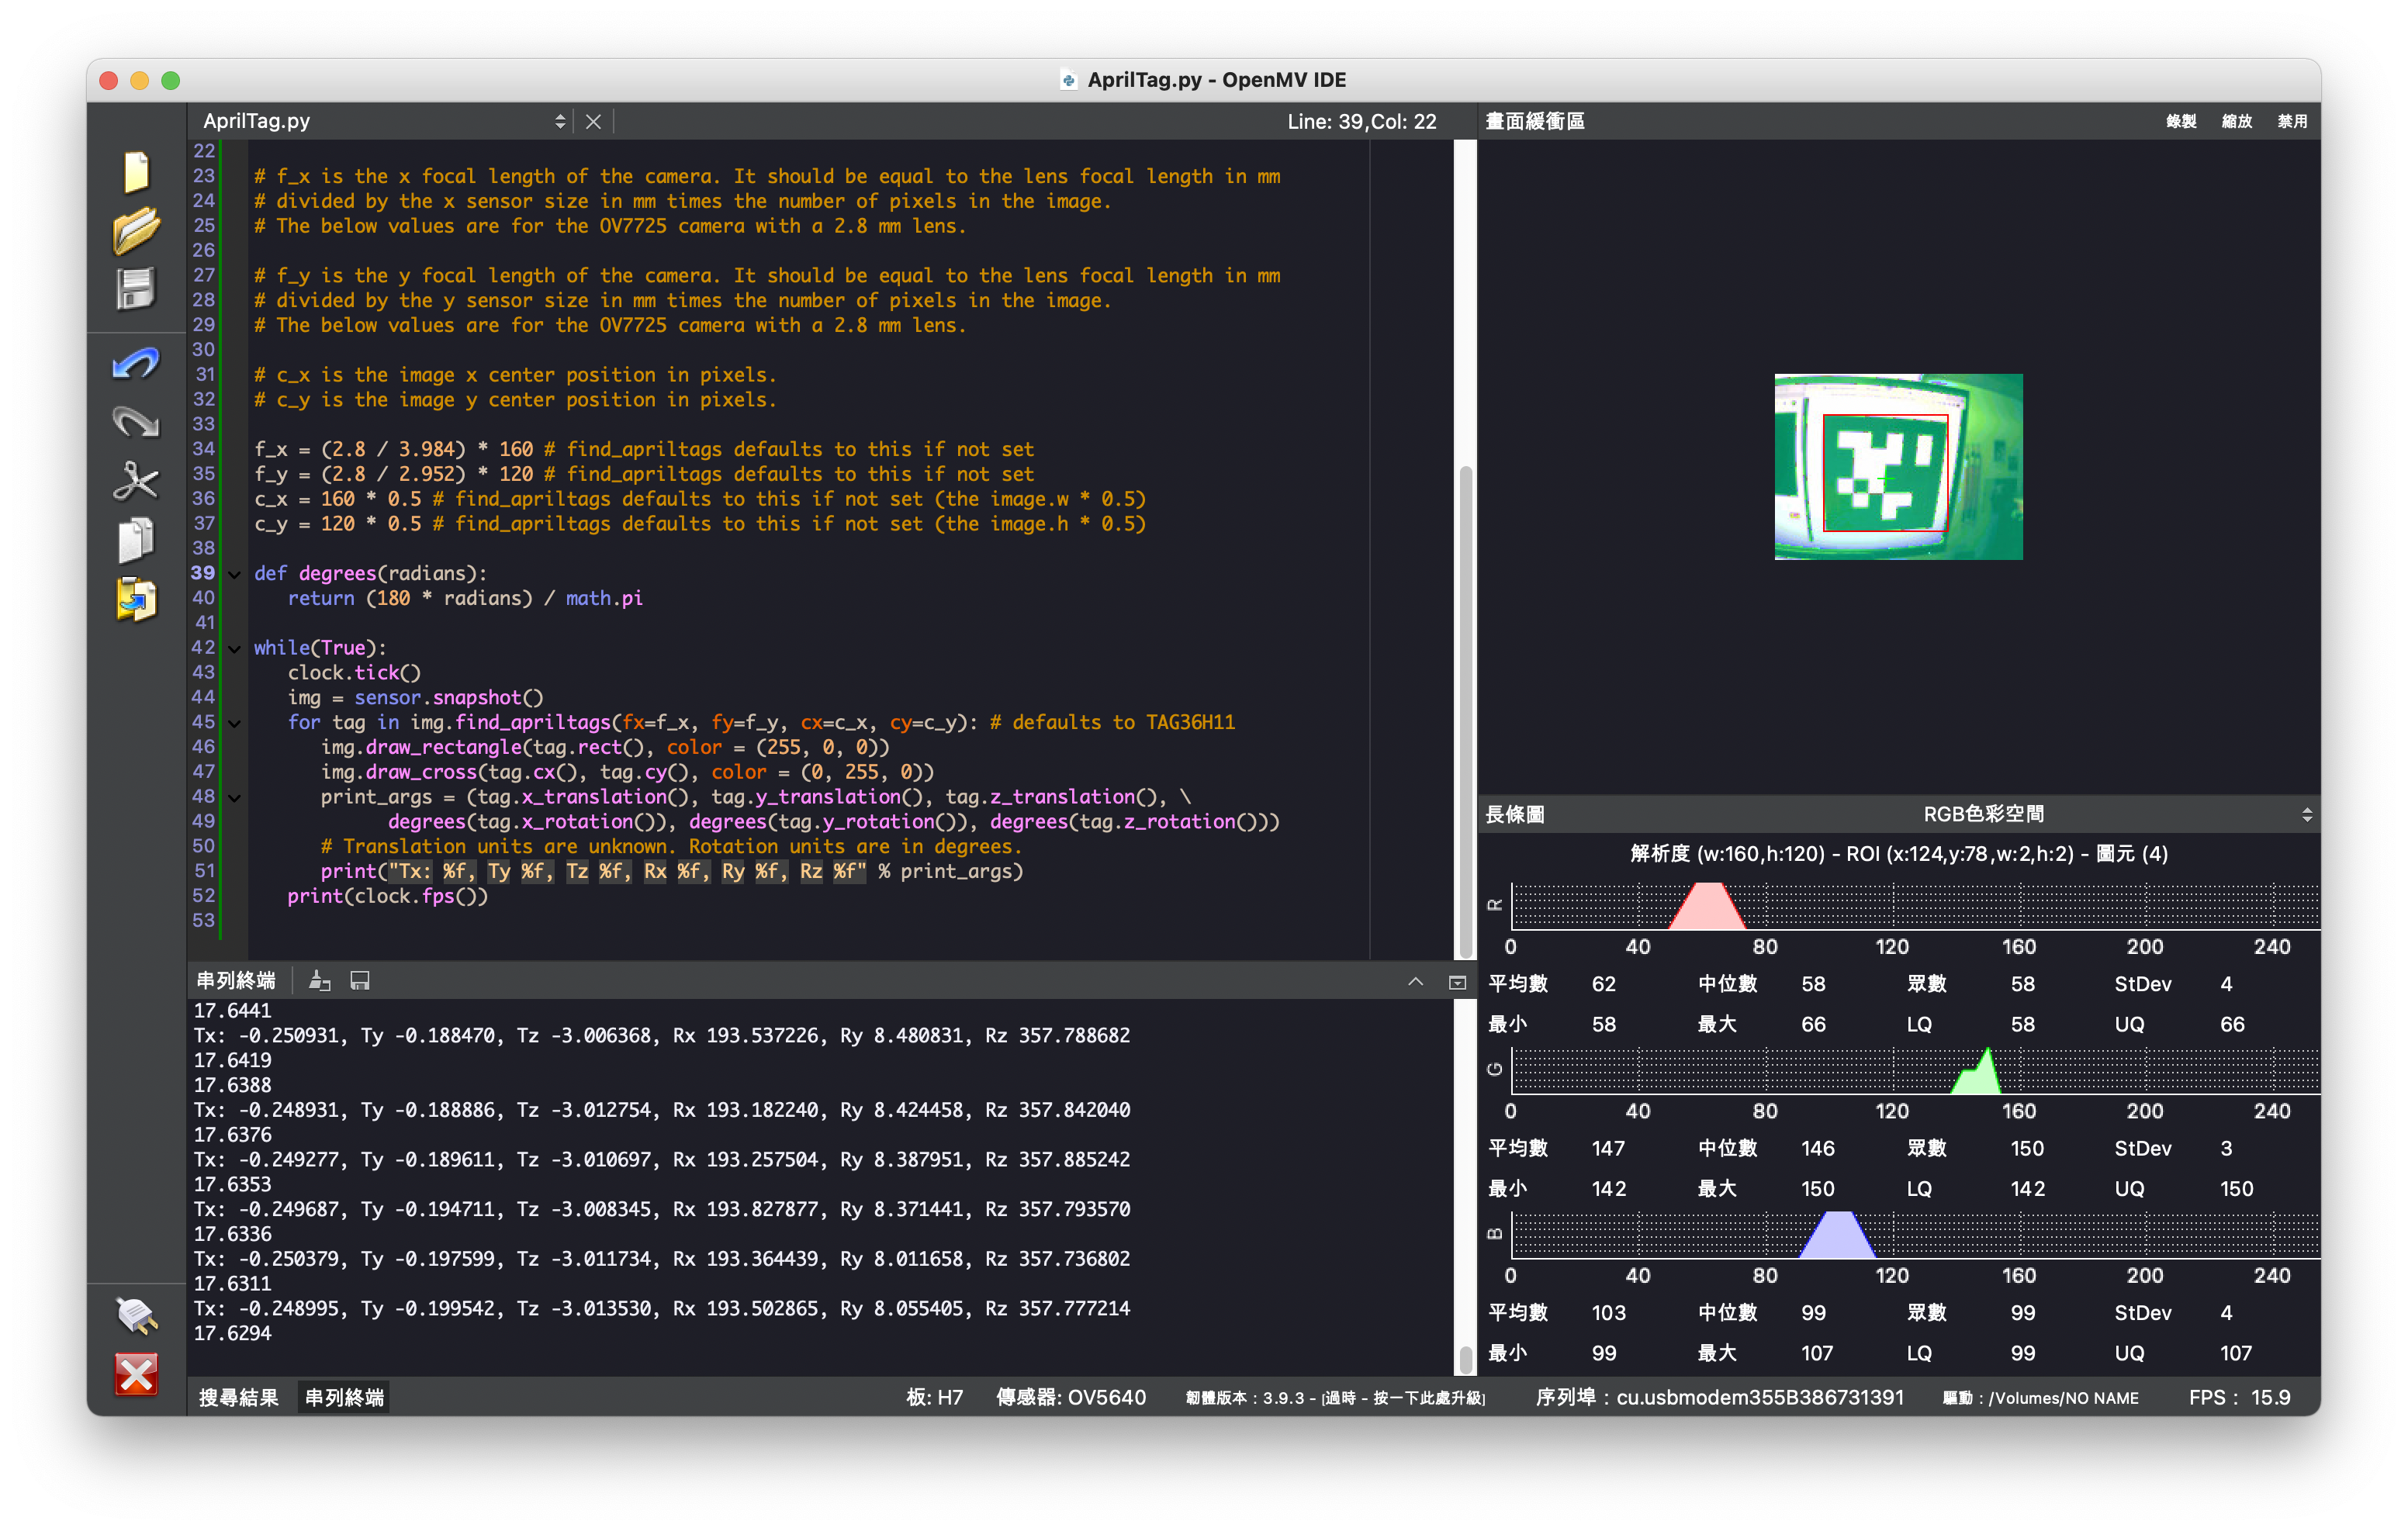 AprilTag.py - OpenMV IDE
AprilTag.py
Line: 39,Col: 22
22
23 # f_x is the x focal length of the camera. It should be equal to the lens focal length in mm
24 # divided by the x sensor size in mm times the number of pixels in the image.
25 # The below values are for the OV7725 camera with a 2.8 mm lens.
26
27 # f_y is the y focal length of the camera. It should be equal to the lens focal length in mm
28 # divided by the y sensor size in mm times the number of pixels in the image.
29 # The below values are for the OV7725 camera with a 2.8 mm lens.
30
31 # c_x is the image x center position in pixels.
32 # c_y is the image y center position in pixels.
33
34 f_x = (2.8 / 3.984) * 160 # find_apriltags defaults to this if not set
35 f_y = (2.8 / 2.952) * 120 # find_apriltags defaults to this if not set
36 c_x = 160 * 0.5 # find_apriltags defaults to this if not set (the image.w * 0.5)
37 c_y = 120 * 0.5 # find_apriltags defaults to this if not set (the image.h * 0.5)
38
39 def degrees(radians):
40 return (180 * radians) / math.pi
41
42 while(True):
43 clock.tick()
44 img = sensor.snapshot()
45 for tag in img.find_apriltags(fx=f_x, fy=f_y, cx=c_x, cy=c_y): # defaults to TAG36H11
46 img.draw_rectangle(tag.rect(), color = (255, 0, 0))
47 img.draw_cross(tag.cx(), tag.cy(), color = (0, 255, 0))
48 print_args = (tag.x_translation(), tag.y_translation(), tag.z_translation(), \
49 degrees(tag.x_rotation()), degrees(tag.y_rotation()), degrees(tag.z_rotation()))
50 # Translation units are unknown. Rotation units are in degrees.
51 print("Tx: %f, Ty %f, Tz %f, Rx %f, Ry %f, Rz %f" % print_args)
52 print(clock.fps())
53
串列終端
17.6441
Tx: -0.250931, Ty -0.188470, Tz -3.006368, Rx 193.537226, Ry 8.480831, Rz 357.788682
17.6419
17.6388
Tx: -0.248931, Ty -0.188886, Tz -3.012754, Rx 193.182240, Ry 8.424458, Rz 357.842040
17.6376
Tx: -0.249277, Ty -0.189611, Tz -3.010697, Rx 193.257504, Ry 8.387951, Rz 357.885242
17.6353
Tx: -0.249687, Ty -0.194711, Tz -3.008345, Rx 193.827877, Ry 8.371441, Rz 357.793570
17.6336
Tx: -0.250379, Ty -0.197599, Tz -3.011734, Rx 193.364439, Ry 8.011658, Rz 357.736802
17.6311
Tx: -0.248995, Ty -0.199542, Tz -3.013530, Rx 193.502865, Ry 8.055405, Rz 357.777214
17.6294
畫面緩衝區 錄製 縮放 禁用
長條圖 RGB色彩空間
解析度 (w:160,h:120) – ROI (x:124,y:78,w:2,h:2) – 圖元 (4)
R
0 40 80 120 160 200 240
平均數 62 中位數 58 眾數 58 StDev 4
最小 58 最大 66 LQ 58 UQ 66
G
0 40 80 120 160 200 240
平均數 147 中位數 146 眾數 150 StDev 3
最小 142 最大 150 LQ 142 UQ 150
B
0 40 80 120 160 200 240
平均數 103 中位數 99 眾數 99 StDev 4
最小 99 最大 107 LQ 99 UQ 107
搜尋結果 串列終端 板: H7 傳感器: OV5640 韌體版本 : 3.9.3 - [過時 - 按一下此處升級] 序列埠 : cu.usbmodem355B386731391 驅動 : /Volumes/NO NAME FPS : 15.9